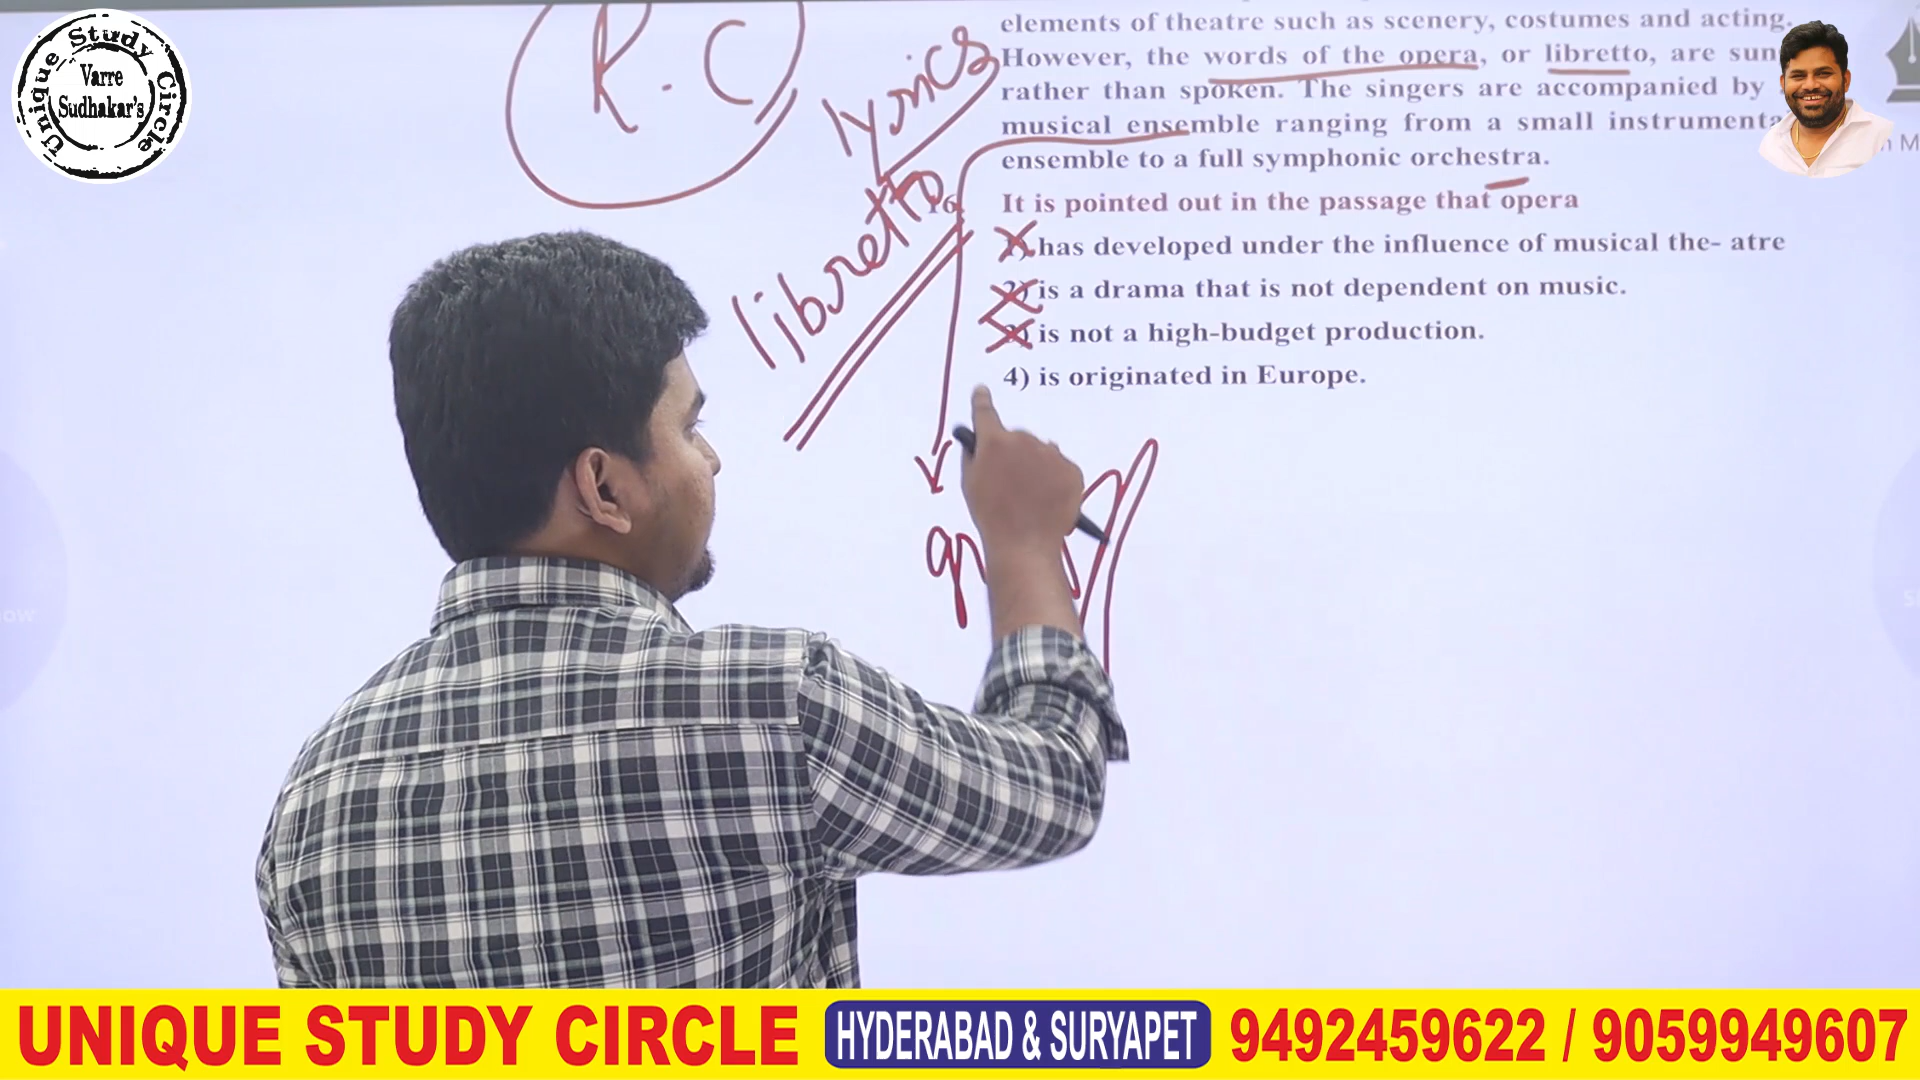 Unique Study Circle
Varre
Sudhakar's
R.C
lyrics
libretto
elements of theatre such as scenery, costumes and acting.
However, the words of the opera, or libretto, are sun
rather than spoken. The singers are accompanied by
musical ensemble ranging from a small instrumenta
ensemble to a full symphonic orchestra.
16. It is pointed out in the passage that opera
1) has developed under the influence of musical the- atre
2) is a drama that is not dependent on music.
3) is not a high-budget production.
4) is originated in Europe.
UNIQUE STUDY CIRCLE HYDERABAD & SURYAPET 9492459622 / 9059949607